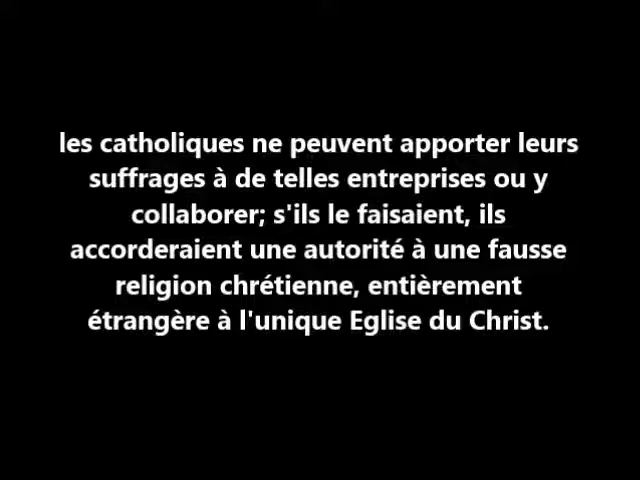 les catholiques ne peuvent apporter leurs
suffrages à de telles entreprises ou y
collaborer; s'ils le faisaient, ils
accorderaient une autorité à une fausse
religion chrétienne, entièrement
étrangère à l'unique Eglise du Christ.